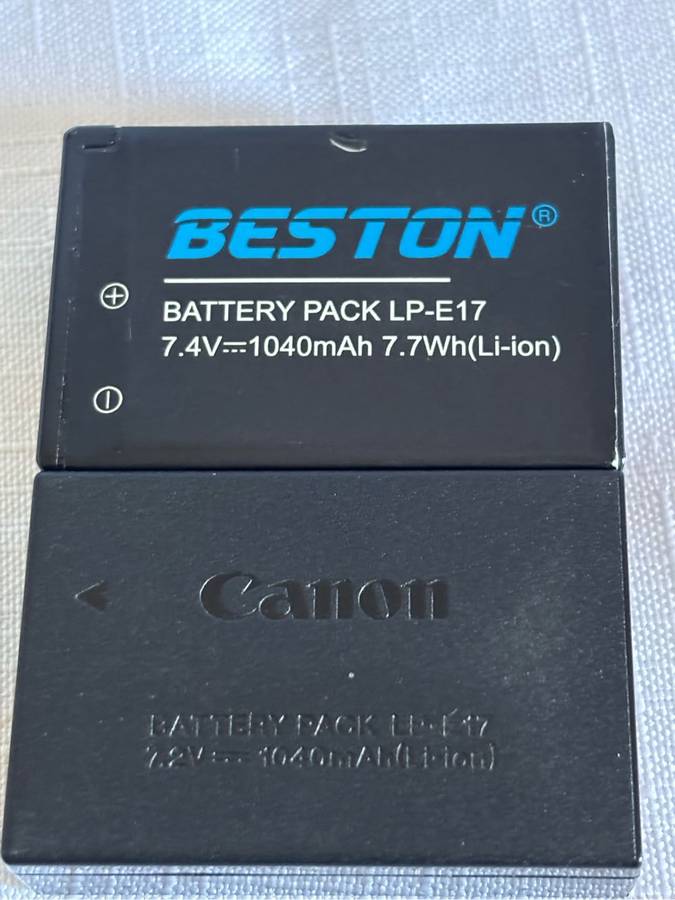 BESTON®
BATTERY PACK LP-E17
7.4V⎓1040mAh 7.7Wh(Li-ion)
Canon
BATTERY PACK LP-E17
7.2V⎓1040mAh(Li-ion)